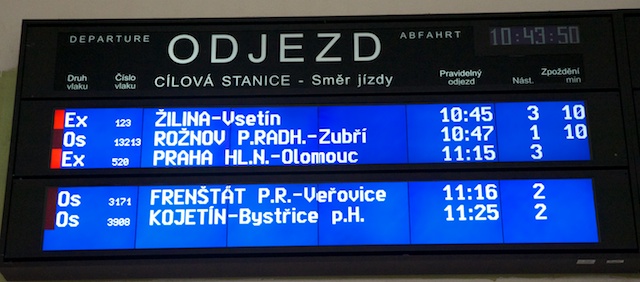 DEPARTURE ODJEZD ABFAHRT 10:43:50
Druh vlaku Číslo vlaku CÍLOVÁ STANICE - Směr jízdy Pravidelný odjezd Nást. Zpoždění min
Ex 123 ŽILINA-Vsetín 10:45 3 10
Os 13213 ROŽNOV P.RADH.-Zubří 10:47 1 10
Ex 520 PRAHA HL.N.-Olomouc 11:15 3
Os 3171 FRENŠTÁT P.R.-Veřovice 11:16 2
Os 3908 KOJETÍN-Bystřice p.H. 11:25 2